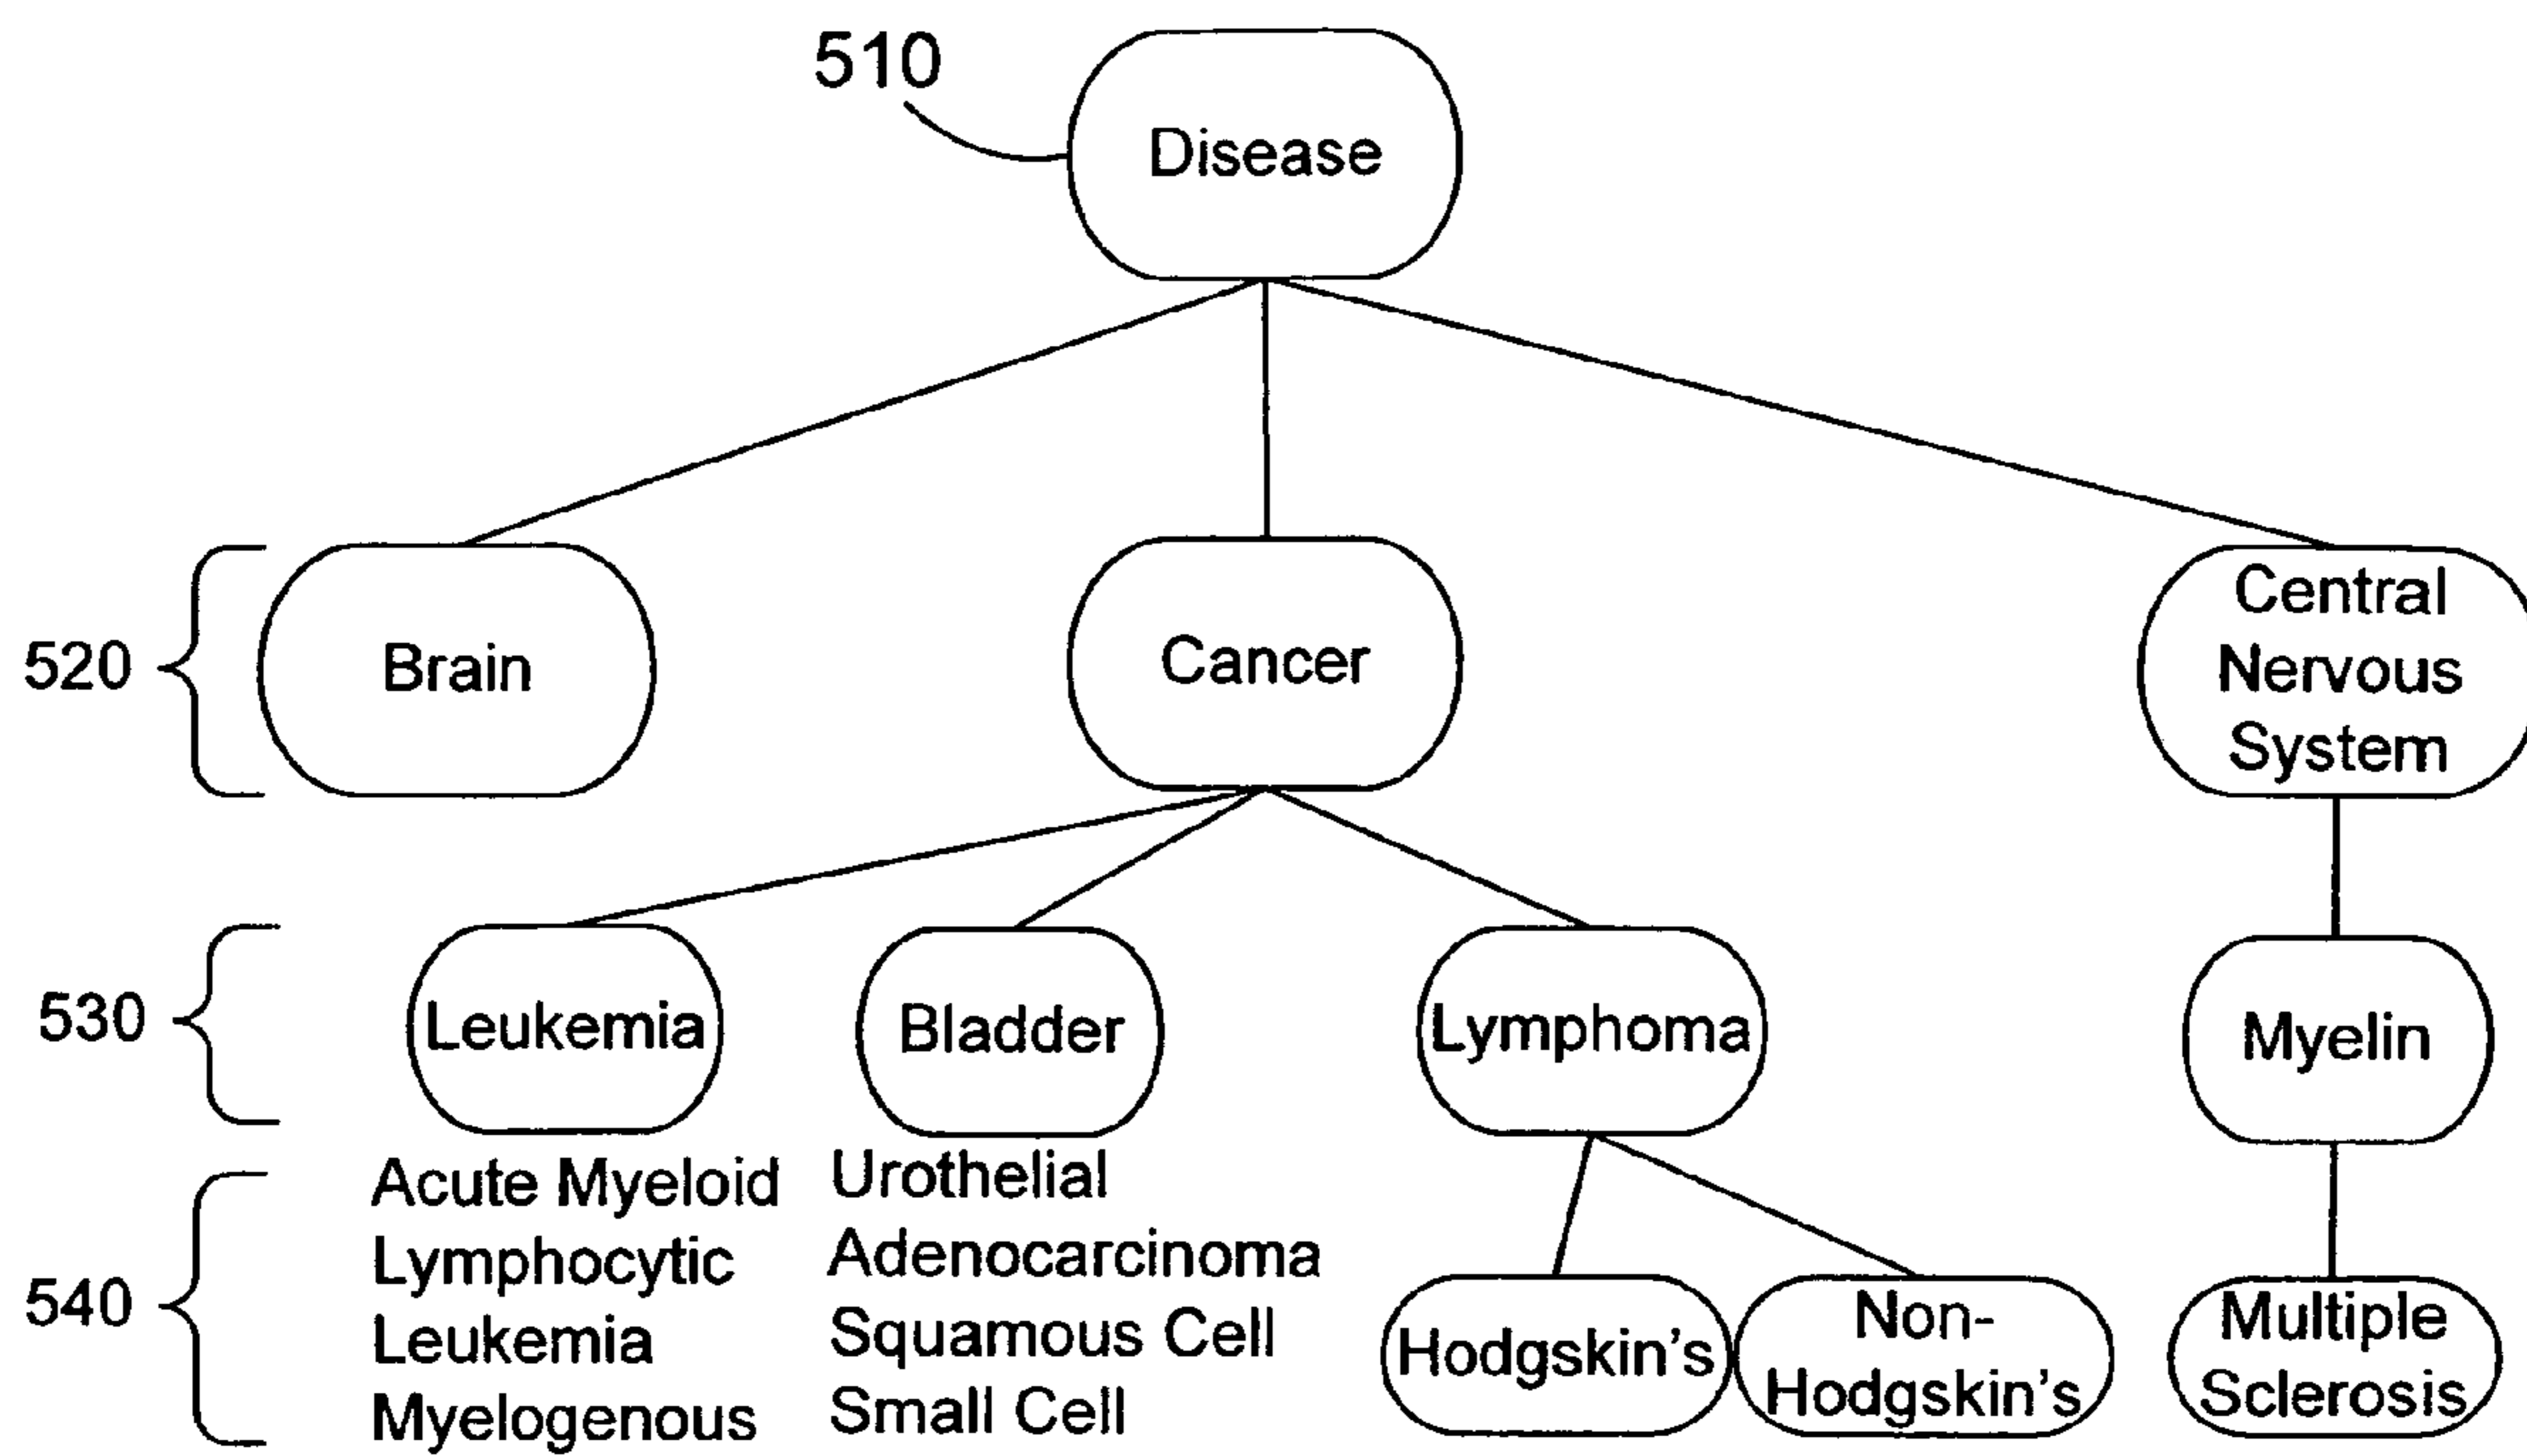 510
Disease
520
Brain
Cancer
Central
Nervous
System
530
Leukemia
Bladder
Lymphoma
Myelin
540
Acute Myeloid
Lymphocytic
Leukemia
Myelogenous
Urothelial
Adenocarcinoma
Squamous Cell
Small Cell
Hodgskin's
Non-
Hodgskin's
Multiple
Sclerosis